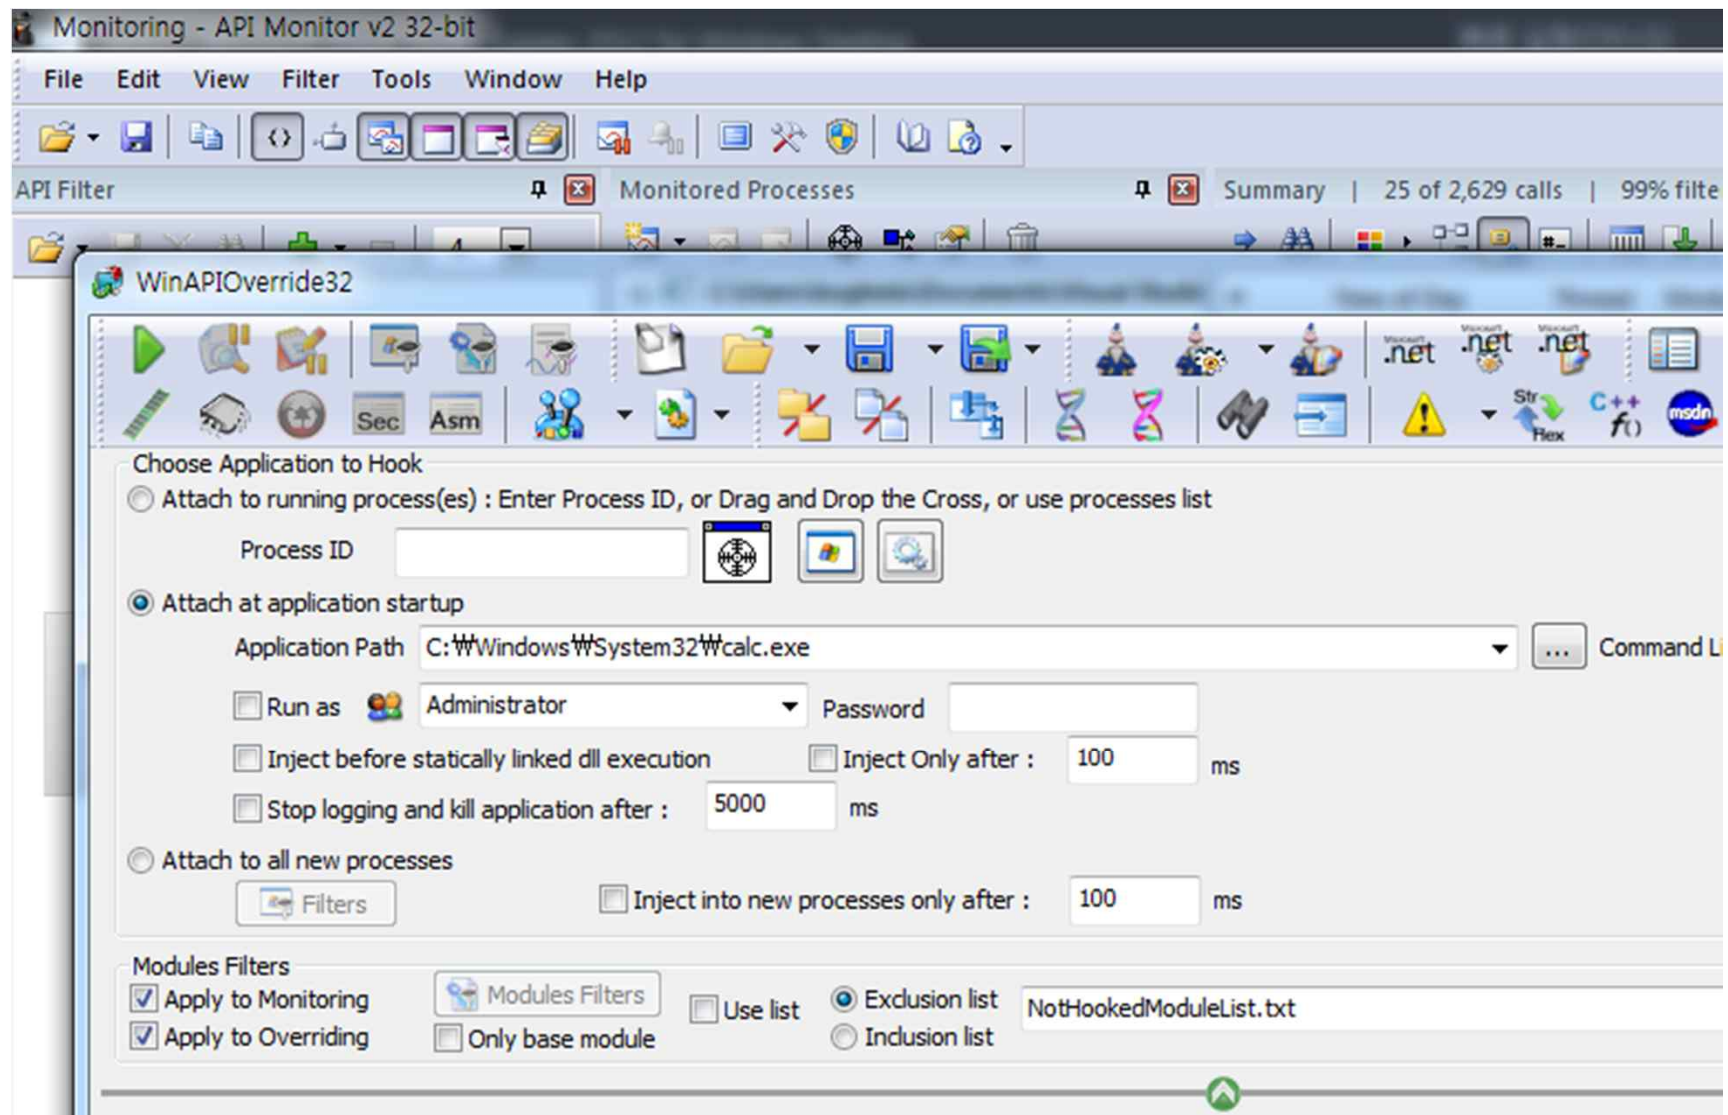 Monitoring - API Monitor v2 32-bit
File Edit View Filter Tools Window Help
API Filter
Monitored Processes
Summary | 25 of 2,629 calls | 99% filte
WinAPIOverride32
.net .net .net
Sec Asm Str Hex C++ f() msdn
Choose Application to Hook
Attach to running process(es) : Enter Process ID, or Drag and Drop the Cross, or use processes list
Process ID
Attach at application startup
Application Path C:₩Windows₩System32₩calc.exe ... Command Li
Run as Administrator Password
Inject before statically linked dll execution Inject Only after : 100 ms
Stop logging and kill application after : 5000 ms
Attach to all new processes
Filters Inject into new processes only after : 100 ms
Modules Filters
Apply to Monitoring Modules Filters Use list Exclusion list NotHookedModuleList.txt
Apply to Overriding Only base module Inclusion list